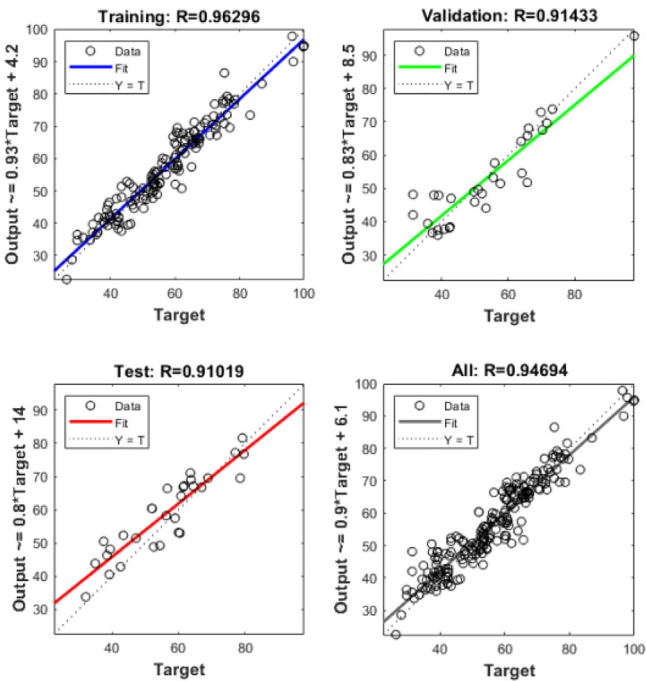 Training: R=0.96296
Output ~= 0.93*Target + 4.2
100
90
80
70
60
50
40
30
Data
Fit
Y = T
40 60 80 100
Target
Validation: R=0.91433
Output ~= 0.83*Target + 8.5
90
80
70
60
50
40
30
Data
Fit
Y = T
40 60 80
Target
Test: R=0.91019
Output ~= 0.8*Target + 14
90
80
70
60
50
40
30
Data
Fit
Y = T
40 60 80
Target
All: R=0.94694
Output ~= 0.9*Target + 6.1
100
90
80
70
60
50
40
30
Data
Fit
Y = T
40 60 80 100
Target